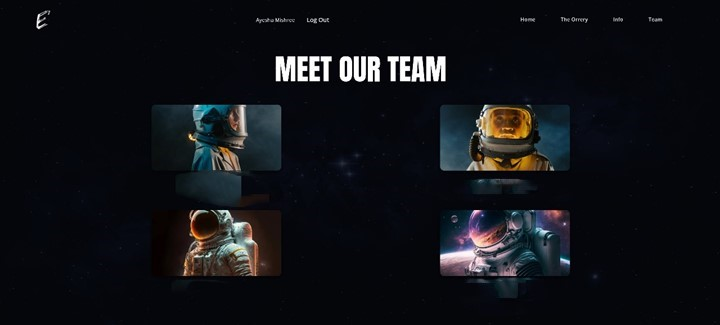 E
Ayesha Mishree Log Out Home The Orrery Info Team
MEET OUR TEAM